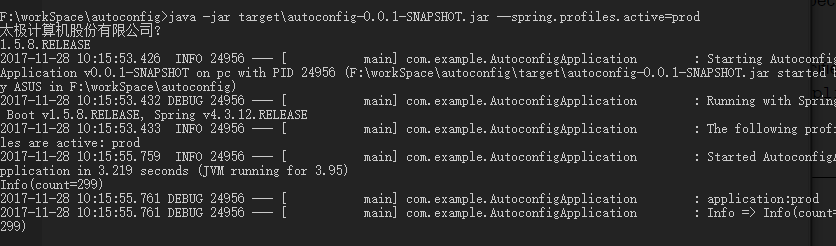 F:\workSpace\autoconfig>java -jar target\autoconfig-0.0.1-SNAPSHOT.jar --spring.profiles.active=prod
太极计算机股份有限公司?
1.5.8.RELEASE
2017-11-28 10:15:53.426  INFO 24956 --- [           main] com.example.AutoconfigApplication        : Starting Autoconfig
Application v0.0.1-SNAPSHOT on pc with PID 24956 (F:\workSpace\autoconfig\target\autoconfig-0.0.1-SNAPSHOT.jar started b
y ASUS in F:\workSpace\autoconfig)
2017-11-28 10:15:53.432 DEBUG 24956 --- [           main] com.example.AutoconfigApplication        : Running with Spring
 Boot v1.5.8.RELEASE, Spring v4.3.12.RELEASE
2017-11-28 10:15:53.433  INFO 24956 --- [           main] com.example.AutoconfigApplication        : The following profi
les are active: prod
2017-11-28 10:15:55.759  INFO 24956 --- [           main] com.example.AutoconfigApplication        : Started AutoconfigA
pplication in 3.219 seconds (JVM running for 3.95)
Info(count=299)
2017-11-28 10:15:55.761 DEBUG 24956 --- [           main] com.example.AutoconfigApplication        : application:prod
2017-11-28 10:15:55.761 DEBUG 24956 --- [           main] com.example.AutoconfigApplication        : Info => Info(count=
299)